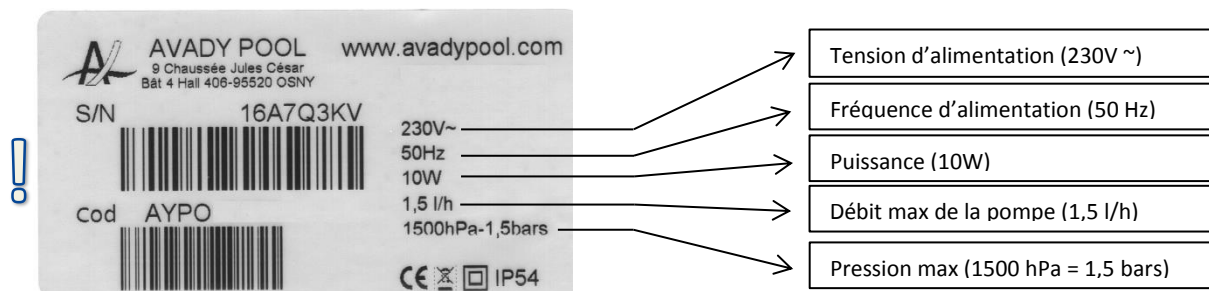 AVADY POOL
9 Chaussée Jules César
Bât 4 Hall 406-95520 OSNY
www.avadypool.com
S/N 16A7Q3KV
Cod AYPO
230V~
50Hz
10W
1,5 l/h
1500hPa-1,5bars
CE IP54
Tension d’alimentation (230V ~)
Fréquence d’alimentation (50 Hz)
Puissance (10W)
Débit max de la pompe (1,5 l/h)
Pression max (1500 hPa = 1,5 bars)